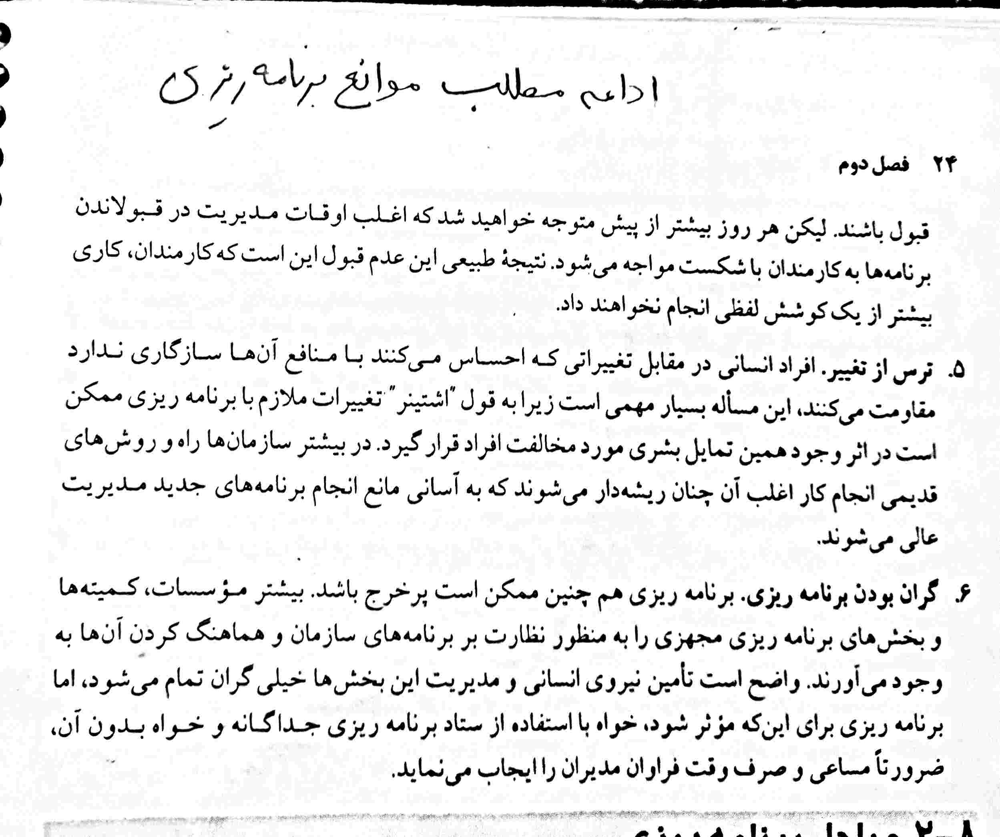 ادامه مطلب موانع برنامه ریزی
۲۴ فصل دوم
قبول باشند. لیکن هر روز بیشتر از پیش متوجه خواهید شد که اغلب اوقات مدیریت در قبولاندن
برنامه‌ها به کارمندان با شکست مواجه می‌شود. نتیجهٔ طبیعی این عدم قبول این است که کارمندان، کاری
بیشتر از یک کوشش لفظی انجام نخواهند داد.
۵. ترس از تغییر. افراد انسانی در مقابل تغییراتی که احساس می‌کنند با منافع آن‌ها سازگاری ندارد
مقاومت می‌کنند، این مسأله بسیار مهمی است زیرا به قول "اشتینر" تغییرات ملازم با برنامه ریزی ممکن
است در اثر وجود همین تمایل بشری مورد مخالفت افراد قرار گیرد. در بیشتر سازمان‌ها راه و روش‌های
قدیمی انجام کار اغلب آن چنان ریشه‌دار می‌شوند که به آسانی مانع انجام برنامه‌های جدید مدیریت
عالی می‌شوند.
۶. گران بودن برنامه ریزی. برنامه ریزی هم چنین ممکن است پرخرج باشد. بیشتر مؤسسات، کمیته‌ها
و بخش‌های برنامه ریزی مجهزی را به منظور نظارت بر برنامه‌های سازمان و هماهنگ کردن آن‌ها به
وجود می‌آورند. واضح است تأمین نیروی انسانی و مدیریت این بخش‌ها خیلی گران تمام می‌شود، اما
برنامه ریزی برای این‌که مؤثر شود، خواه با استفاده از ستاد برنامه ریزی جداگانه و خواه بدون آن،
ضرورتاً مساعی و صرف وقت فراوان مدیران را ایجاب می‌نماید.
۲-۸ مراحل برنامه ریزی